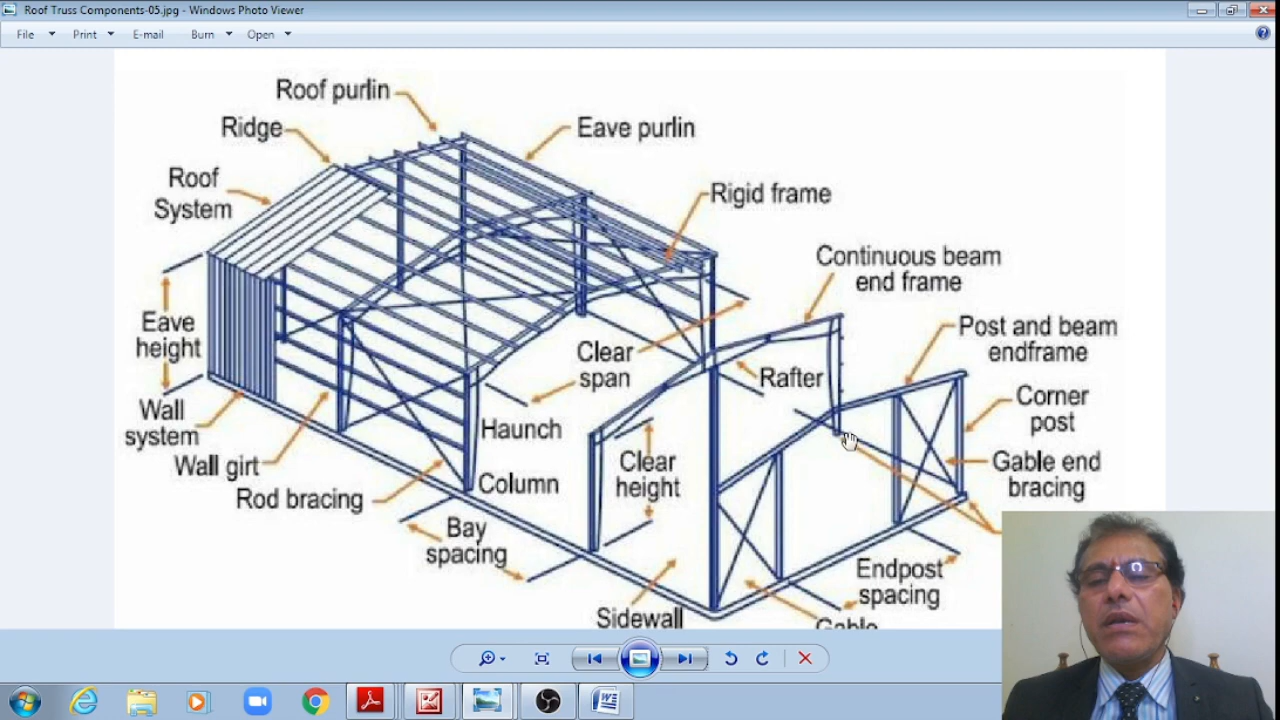 Roof Truss Components-05.jpg - Windows Photo Viewer
File Print E-mail Burn Open
Roof purlin
Ridge
Eave purlin
Roof
System
Rigid frame
Continuous beam
end frame
Eave
height
Post and beam
endframe
Clear
span
Rafter
Corner
post
Wall
system
Haunch
Wall girt
Clear
height
Gable end
bracing
Rod bracing
Column
Bay
spacing
Endpost
spacing
Sidewall
Gable